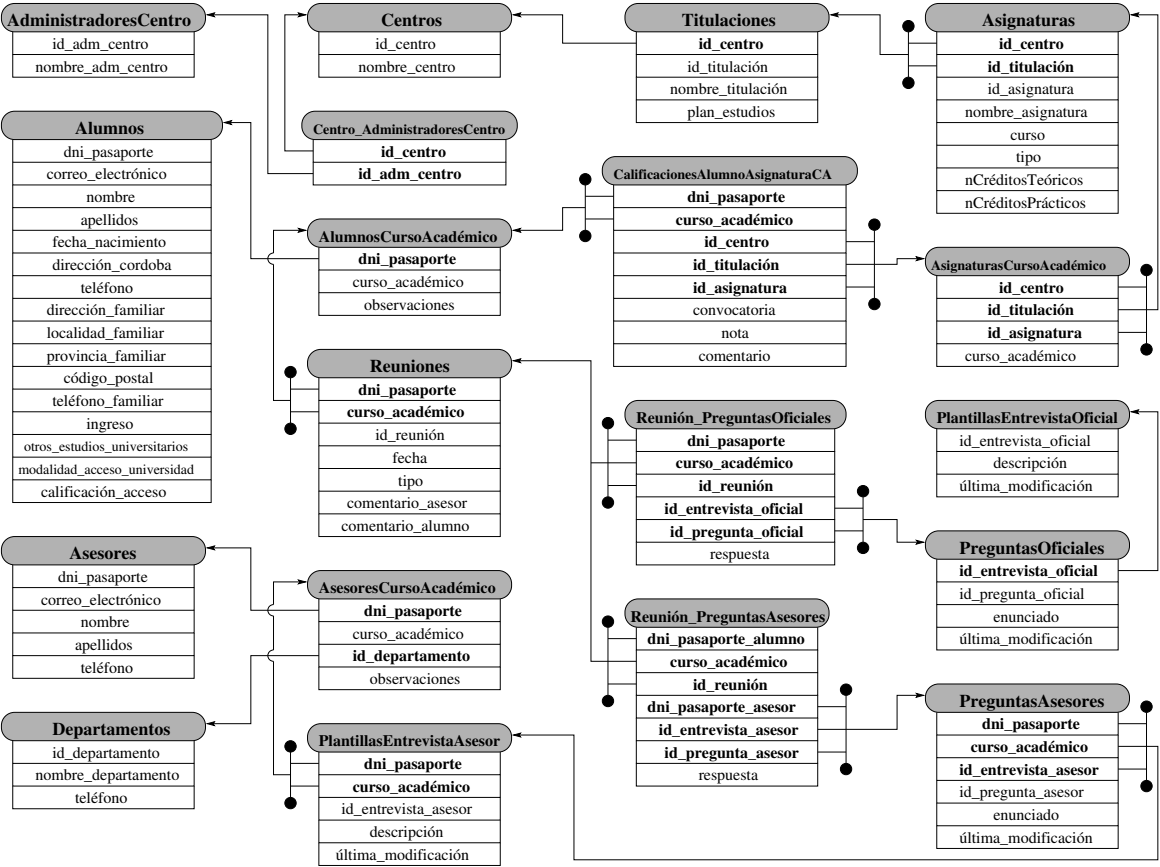 AdministradoresCentro
id_adm_centro
nombre_adm_centro
Centros
id_centro
nombre_centro
Titulaciones
id_centro
id_titulación
nombre_titulación
plan_estudios
Asignaturas
id_centro
id_titulación
id_asignatura
nombre_asignatura
curso
tipo
nCréditosTeóricos
nCréditosPrácticos
Alumnos
dni_pasaporte
correo_electrónico
nombre
apellidos
fecha_nacimiento
dirección_cordoba
teléfono
dirección_familiar
localidad_familiar
provincia_familiar
código_postal
teléfono_familiar
ingreso
otros_estudios_universitarios
modalidad_acceso_universidad
calificación_acceso
Centro_AdministradoresCentro
id_centro
id_adm_centro
CalificacionesAlumnoAsignaturaCA
dni_pasaporte
curso_académico
id_centro
id_titulación
id_asignatura
convocatoria
nota
comentario
AlumnosCursoAcadémico
dni_pasaporte
curso_académico
observaciones
AsignaturasCursoAcadémico
id_centro
id_titulación
id_asignatura
curso_académico
Reuniones
dni_pasaporte
curso_académico
id_reunión
fecha
tipo
comentario_asesor
comentario_alumno
Reunión_PreguntasOficiales
dni_pasaporte
curso_académico
id_reunión
id_entrevista_oficial
id_pregunta_oficial
respuesta
PlantillasEntrevistaOficial
id_entrevista_oficial
descripción
última_modificación
Asesores
dni_pasaporte
correo_electrónico
nombre
apellidos
teléfono
AsesoresCursoAcadémico
dni_pasaporte
curso_académico
id_departamento
observaciones
PreguntasOficiales
id_entrevista_oficial
id_pregunta_oficial
enunciado
última_modificación
Reunión_PreguntasAsesores
dni_pasaporte_alumno
curso_académico
id_reunión
dni_pasaporte_asesor
id_entrevista_asesor
id_pregunta_asesor
respuesta
PreguntasAsesores
dni_pasaporte
curso_académico
id_entrevista_asesor
id_pregunta_asesor
enunciado
última_modificación
Departamentos
id_departamento
nombre_departamento
teléfono
PlantillasEntrevistaAsesor
dni_pasaporte
curso_académico
id_entrevista_asesor
descripción
última_modificación